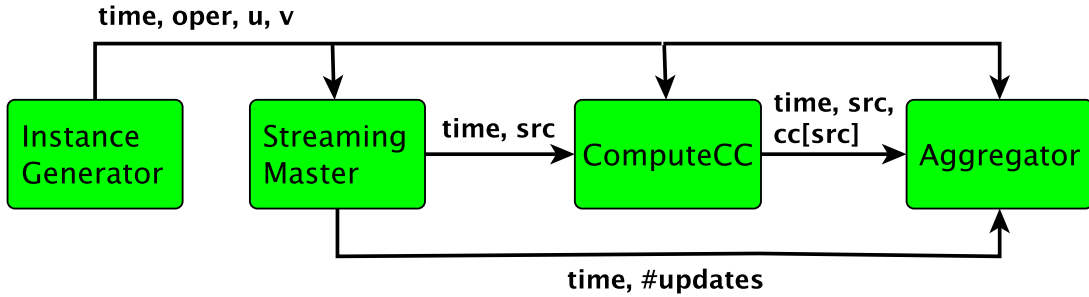 time, oper, u, v
Instance
Generator
Streaming
Master
time, src
ComputeCC
time, src,
cc[src]
Aggregator
time, #updates